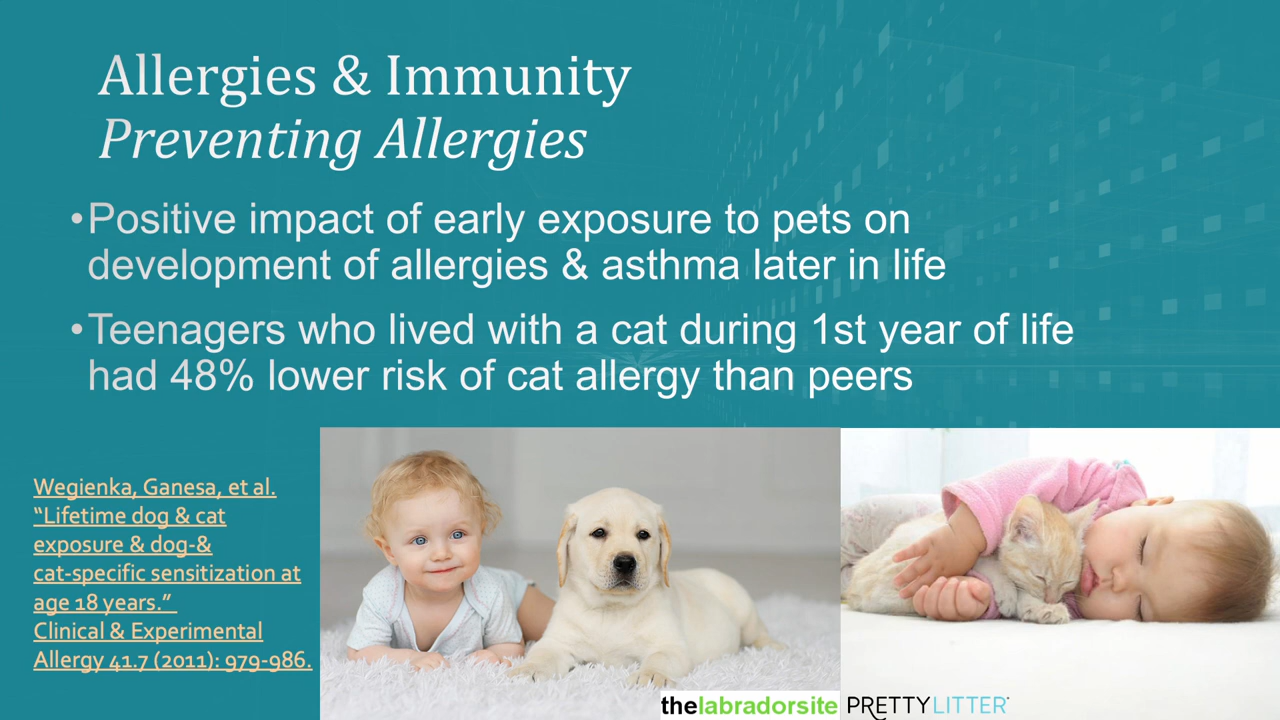 Allergies & Immunity
Preventing Allergies
•Positive impact of early exposure to pets on
development of allergies & asthma later in life
•Teenagers who lived with a cat during 1st year of life
had 48% lower risk of cat allergy than peers
Wegienka, Ganesa, et al.
“Lifetime dog & cat
exposure & dog-&
cat-specific sensitization at
age 18 years.”
Clinical & Experimental
Allergy 41.7 (2011): 979-986.
thelabradorsite
PRETTYLITTER